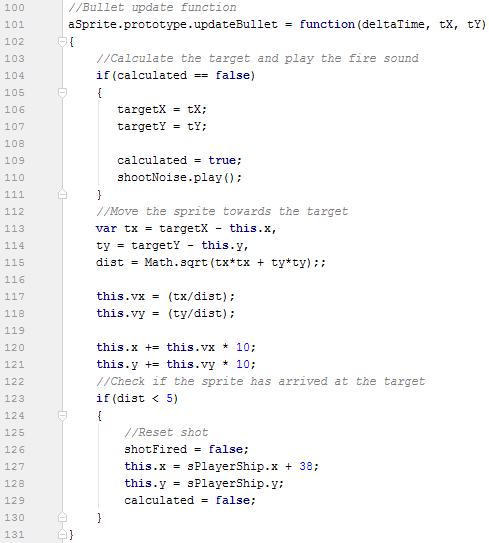 100 //Bullet update function
101 aSprite.prototype.updateBullet = function(deltaTime, tX, tY)
102 {
103 //Calculate the target and play the fire sound
104 if(calculated == false)
105 {
106 targetX = tX;
107 targetY = tY;
108
109 calculated = true;
110 shootNoise.play();
111 }
112 //Move the sprite towards the target
113 var tx = targetX - this.x,
114 ty = targetY - this.y,
115 dist = Math.sqrt(tx*tx + ty*ty);;
116
117 this.vx = (tx/dist);
118 this.vy = (ty/dist);
119
120 this.x += this.vx * 10;
121 this.y += this.vy * 10;
122 //Check if the sprite has arrived at the target
123 if(dist < 5)
124 {
125 //Reset shot
126 shotFired = false;
127 this.x = sPlayerShip.x + 38;
128 this.y = sPlayerShip.y;
129 calculated = false;
130 }
131 }